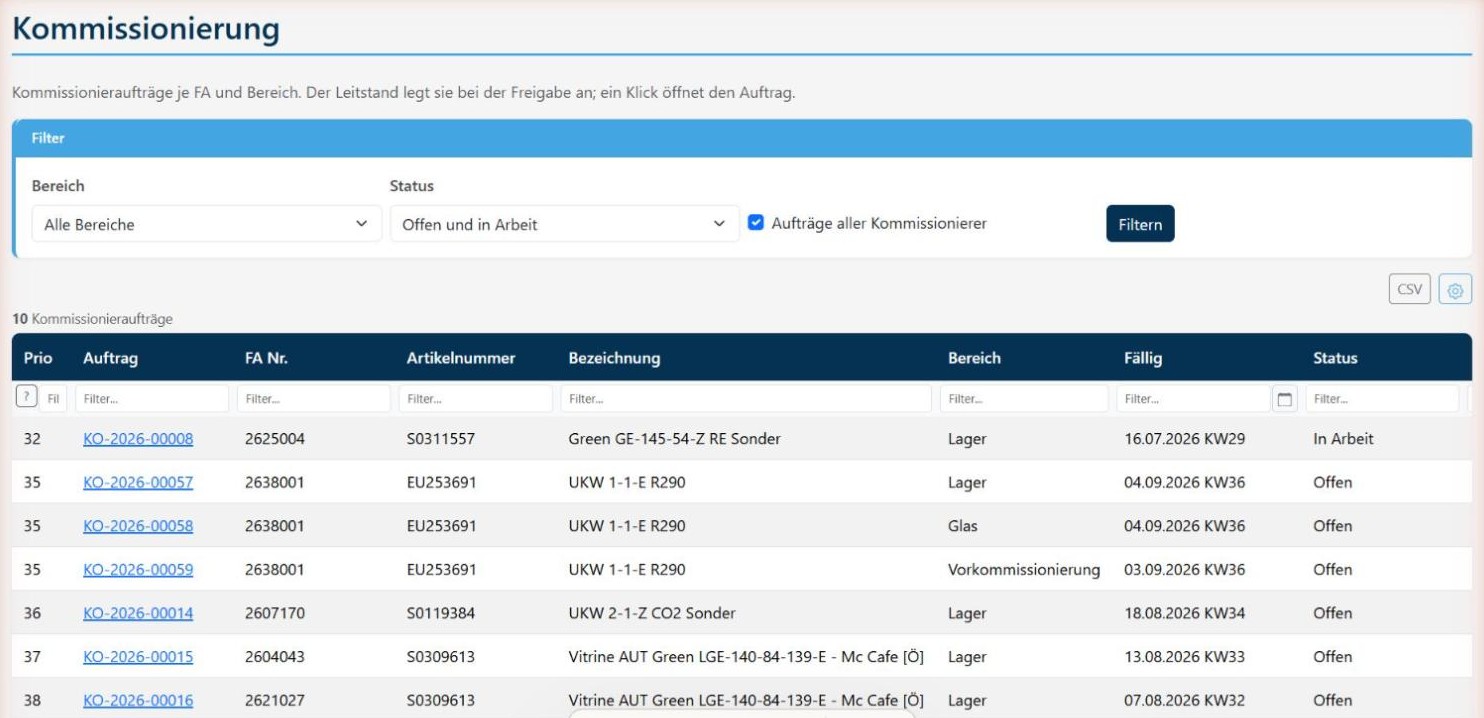 Kommissionierung
Kommissionieraufträge je FA und Bereich. Der Leitstand legt sie bei der Freigabe an; ein Klick öffnet den Auftrag.
Filter
Bereich Status
Alle Bereiche Offen und in Arbeit Aufträge aller Kommissionierer Filtern
CSV
10 Kommissionieraufträge
Prio Auftrag FA Nr. Artikelnummer Bezeichnung Bereich Fällig Status
? Fil Filter... Filter... Filter... Filter... Filter... Filter... Filter...
32 KO-2026-00008 2625004 S0311557 Green GE-145-54-Z RE Sonder Lager 16.07.2026 KW29 In Arbeit
35 KO-2026-00057 2638001 EU253691 UKW 1-1-E R290 Lager 04.09.2026 KW36 Offen
35 KO-2026-00058 2638001 EU253691 UKW 1-1-E R290 Glas 04.09.2026 KW36 Offen
35 KO-2026-00059 2638001 EU253691 UKW 1-1-E R290 Vorkommissionierung 03.09.2026 KW36 Offen
36 KO-2026-00014 2607170 S0119384 UKW 2-1-Z CO2 Sonder Lager 18.08.2026 KW34 Offen
37 KO-2026-00015 2604043 S0309613 Vitrine AUT Green LGE-140-84-139-E - Mc Cafe [Ö] Lager 13.08.2026 KW33 Offen
38 KO-2026-00016 2621027 S0309613 Vitrine AUT Green LGE-140-84-139-E - Mc Cafe [Ö] Lager 07.08.2026 KW32 Offen